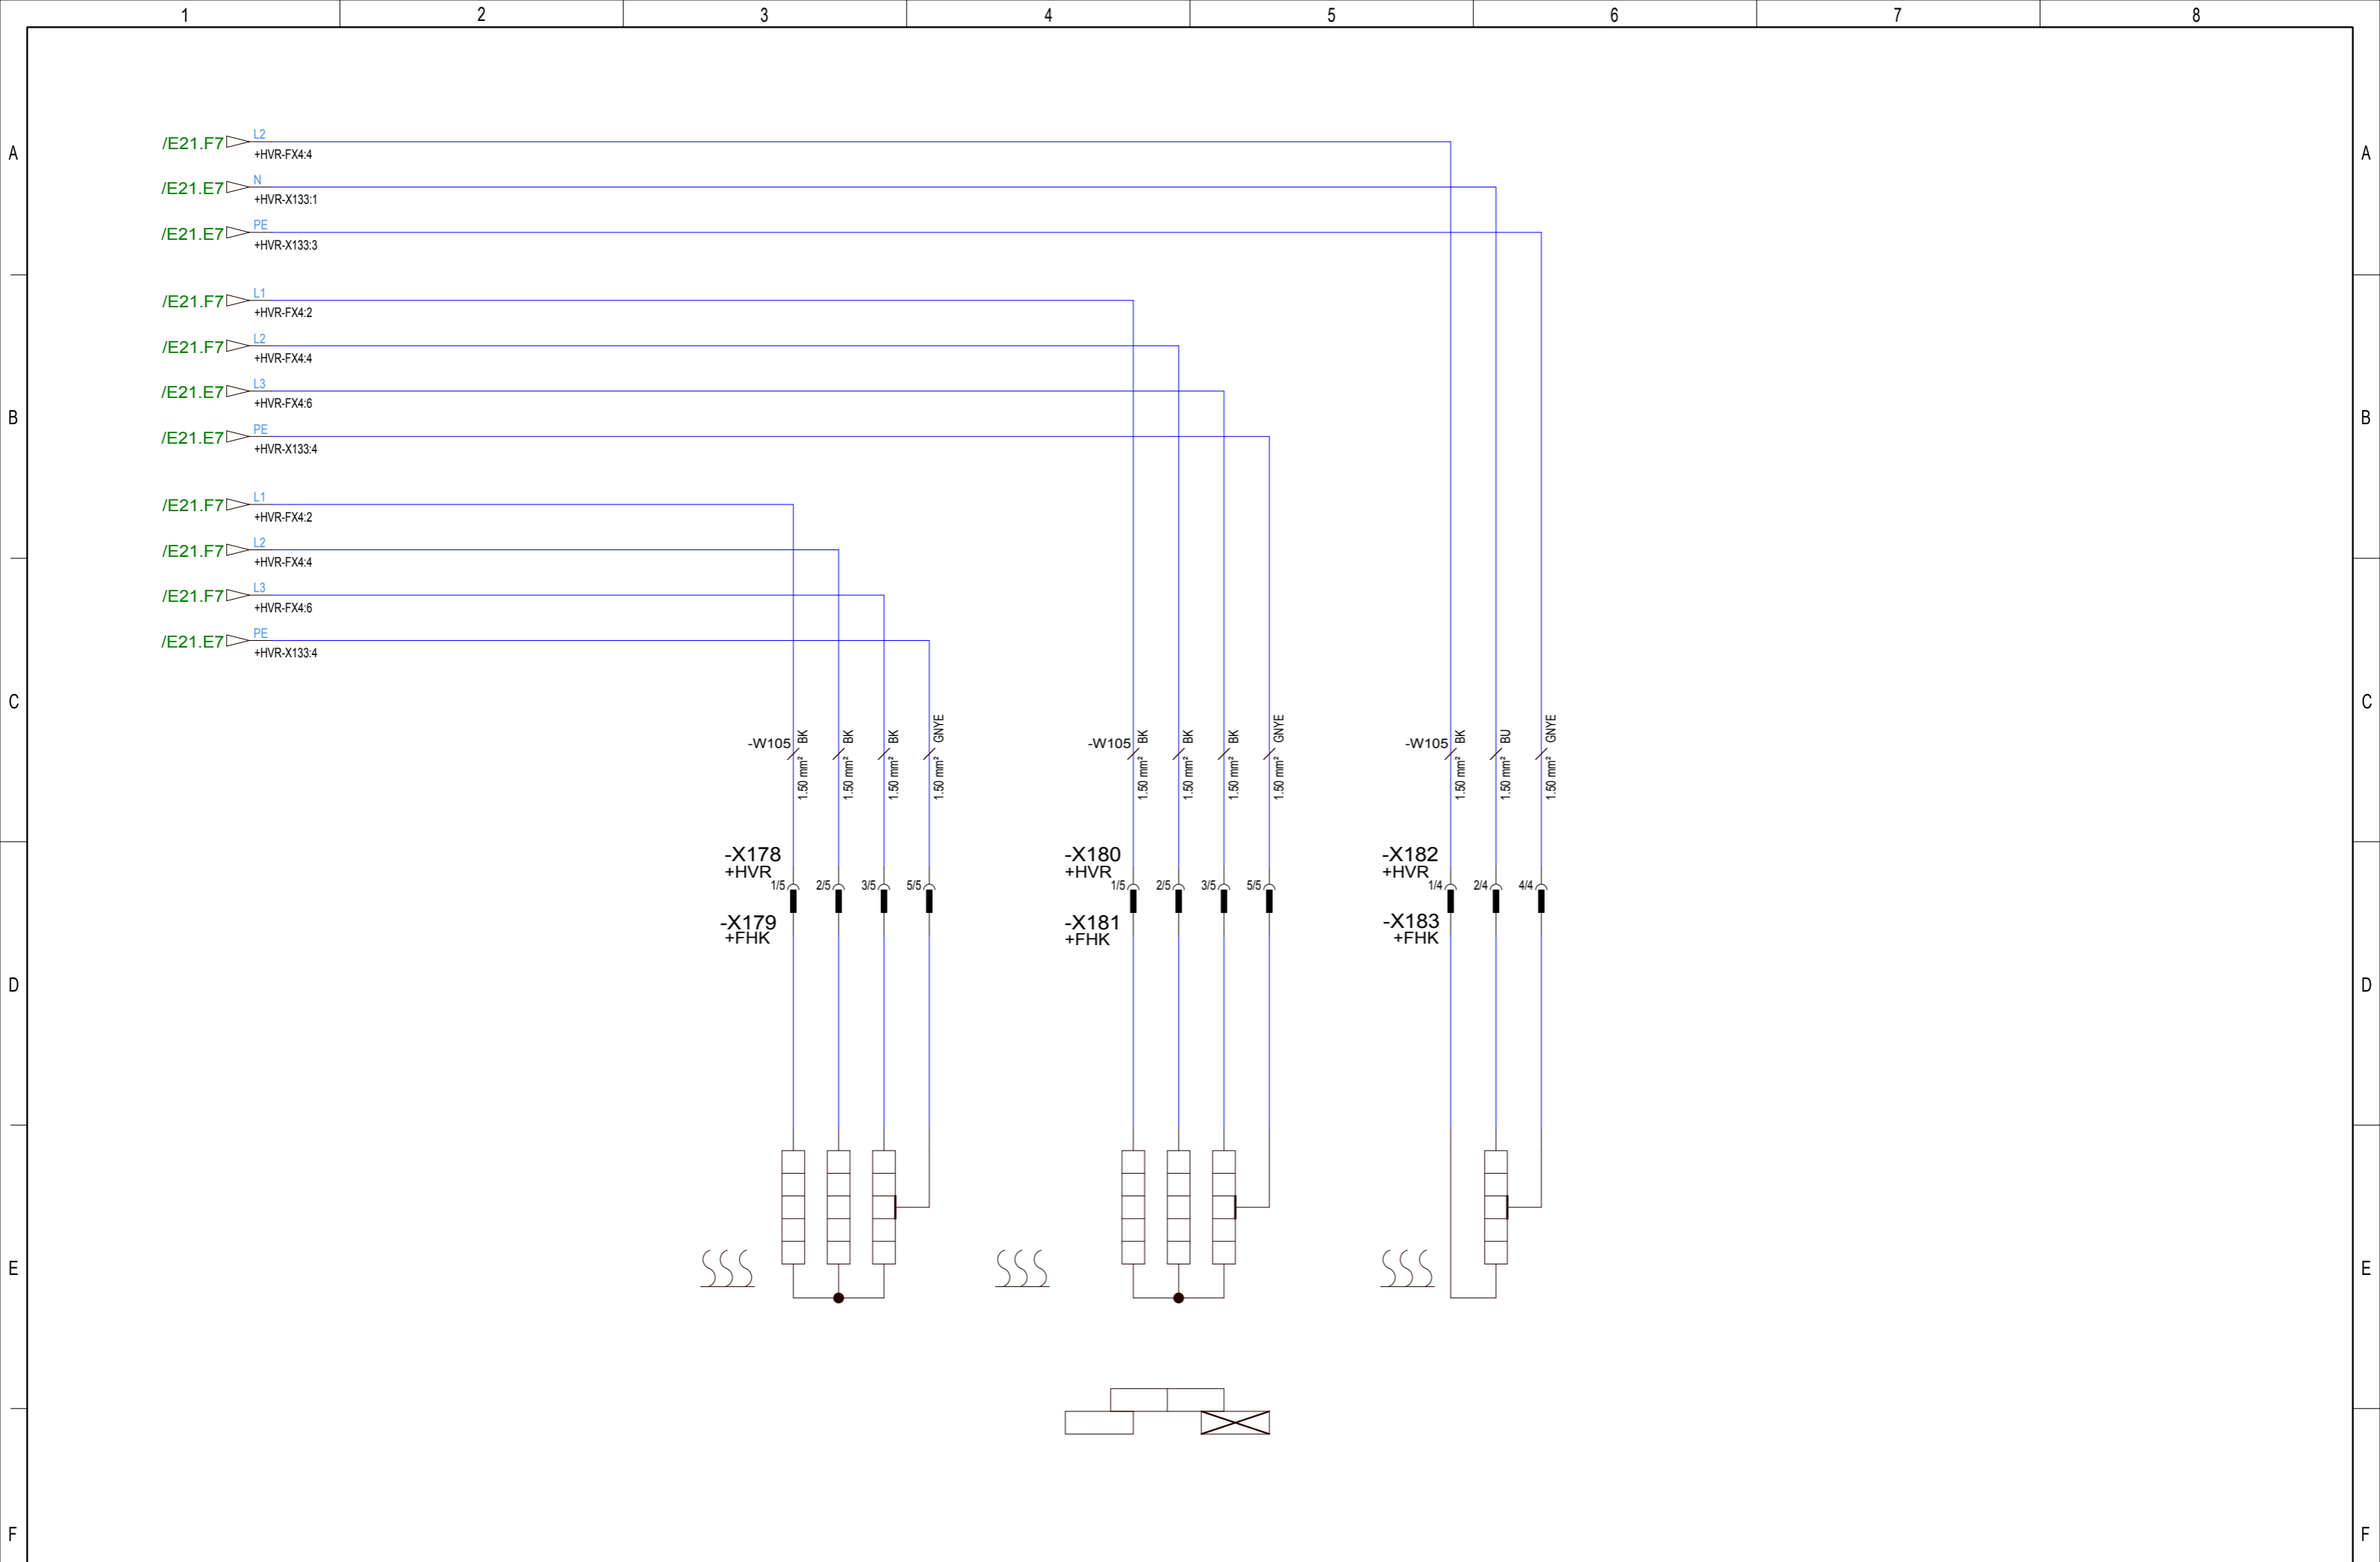 1 2 3 4 5 6 7 8
A A
/E21.F7 L2
+HVR-FX4:4
/E21.E7 N
+HVR-X133:1
/E21.E7 PE
+HVR-X133:3
/E21.F7 L1
+HVR-FX4:2
/E21.F7 L2
+HVR-FX4:4
/E21.E7 L3
+HVR-FX4:6
B B
/E21.E7 PE
+HVR-X133:4
/E21.F7 L1
+HVR-FX4:2
/E21.F7 L2
+HVR-FX4:4
/E21.F7 L3
+HVR-FX4:6
/E21.E7 PE
+HVR-X133:4
C C
-W105 BK BK BK GNYE -W105 BK BK BK GNYE -W105 BK BU GNYE
1.50 mm² 1.50 mm² 1.50 mm² 1.50 mm² 1.50 mm² 1.50 mm² 1.50 mm² 1.50 mm² 1.50 mm² 1.50 mm² 1.50 mm²
-X178 -X180 -X182
+HVR +HVR +HVR
1/5 2/5 3/5 5/5 1/5 2/5 3/5 5/5 1/4 2/4 4/4
-X179 -X181 -X183
+FHK +FHK +FHK
D D
E E
F F